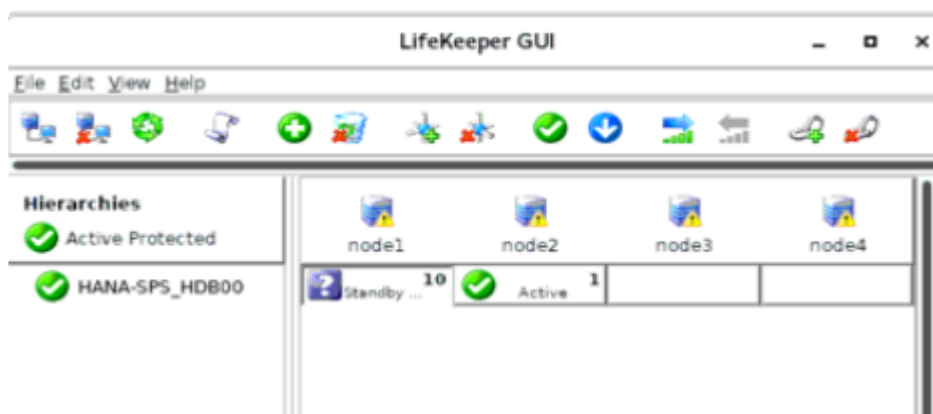 LifeKeeper GUI
File Edit View Help
Hierarchies
Active Protected
node1 node2 node3 node4
HANA-SPS_HDB00
Standby ... 10 Active 1